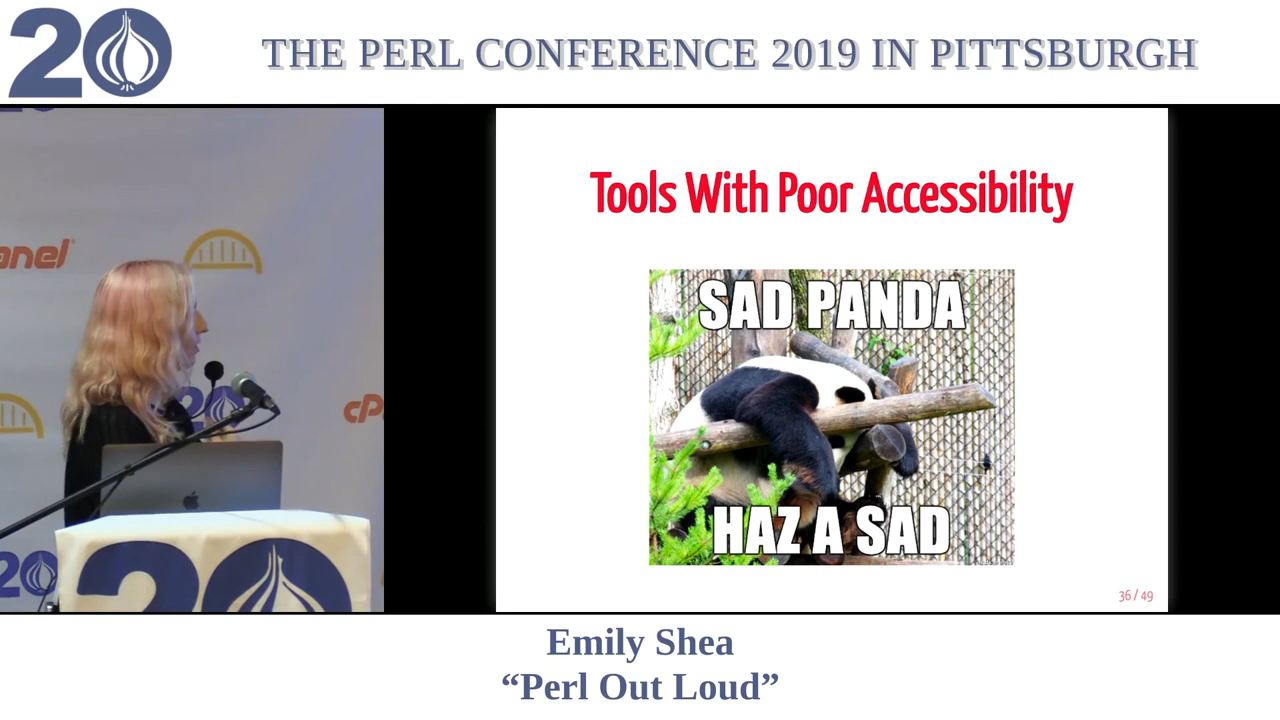 20
THE PERL CONFERENCE 2019 IN PITTSBURGH
Tools With Poor Accessibility
SAD PANDA
HAZ A SAD
36 / 49
anel
20
cP
20
20
Emily Shea
“Perl Out Loud”